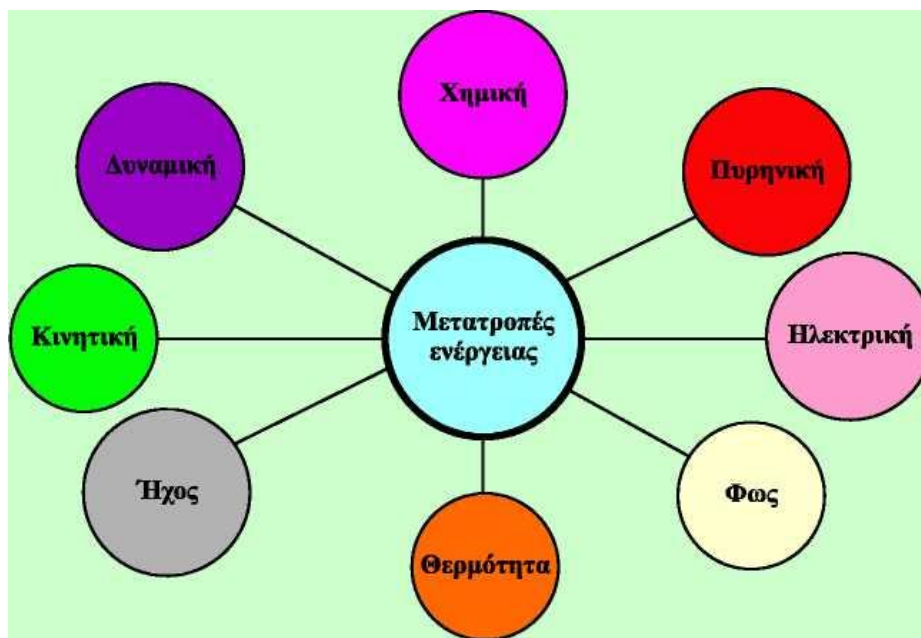 Χημική
Δυναμική
Πυρηνική
Μετατροπές
ενέργειας
Κινητική
Ηλεκτρική
Ήχος
Φως
Θερμότητα